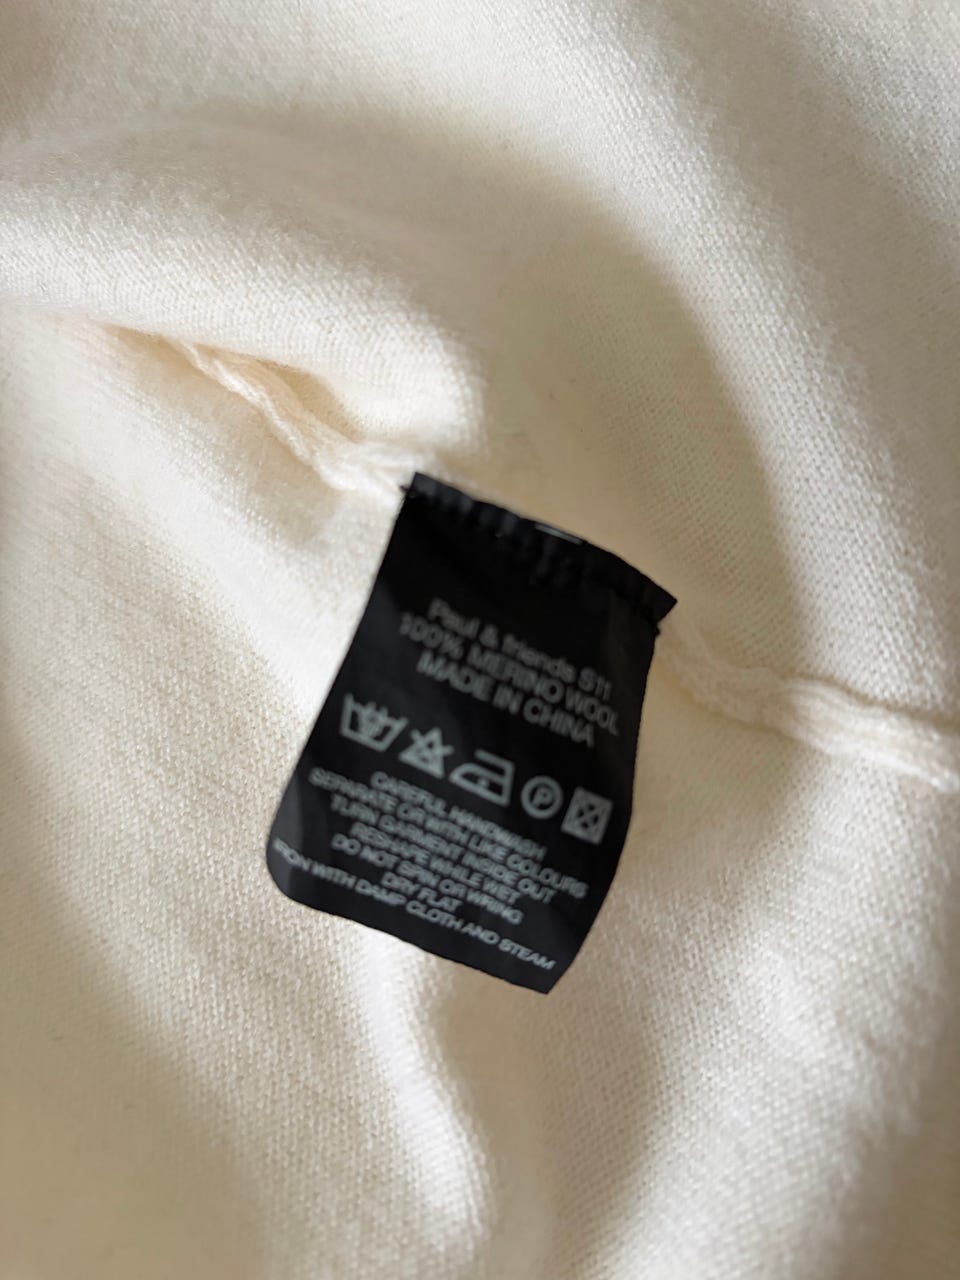 Paul & friends S11
100% MERINO WOOL
MADE IN CHINA
P
CAREFUL HANDWASH
SEPARATE OR WITH LIKE COLOURS
TURN GARMENT INSIDE OUT
RESHAPE WHILE WET
DO NOT SPIN OR WRING
DRY FLAT
IRON WITH DAMP CLOTH AND STEAM